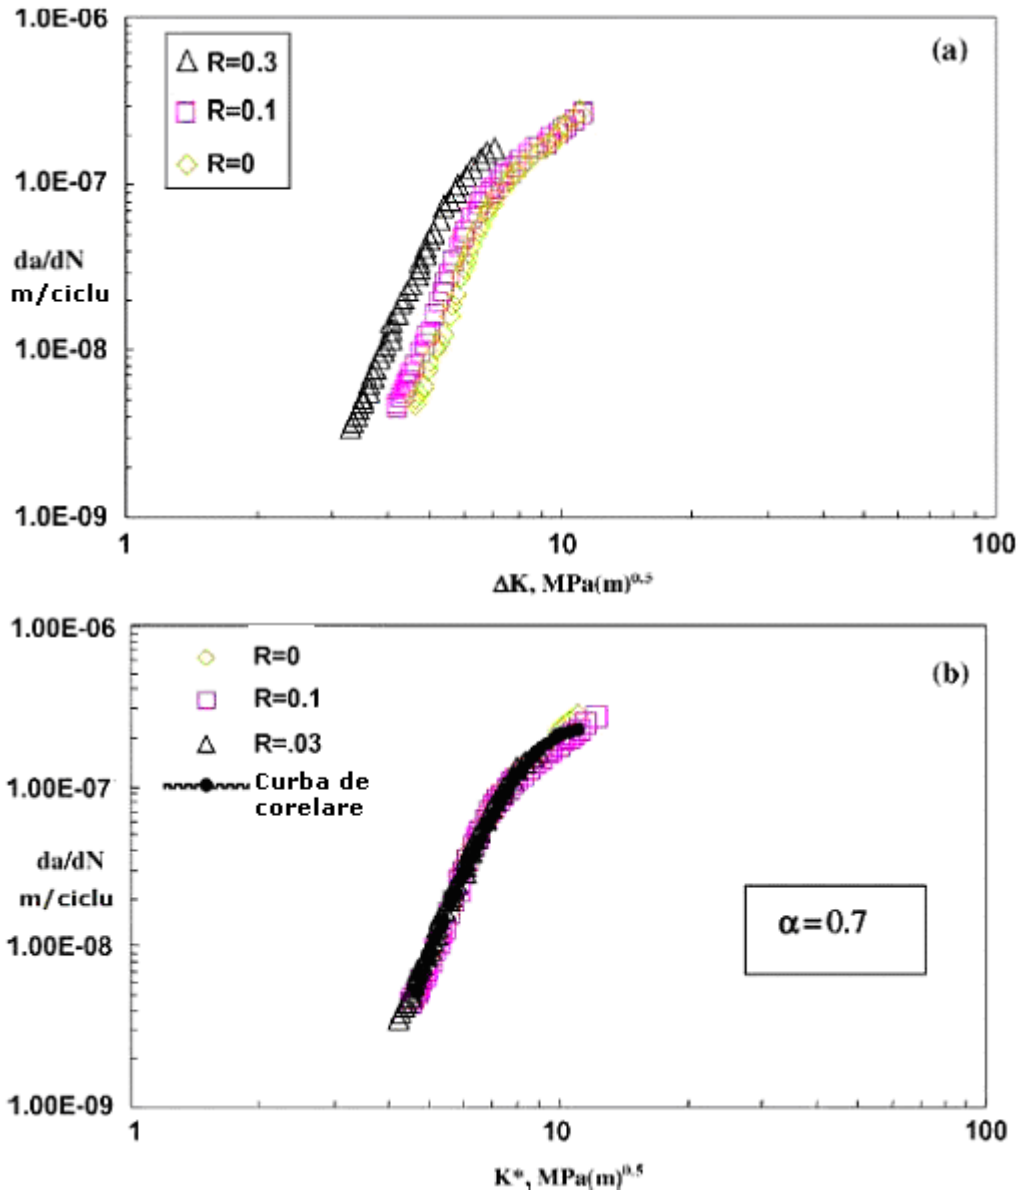 1.0E-06
(a)
R=0.3
R=0.1
R=0
1.0E-07
da/dN
m/ciclu
1.0E-08
1.0E-09
1
10
100
ΔK, MPa(m)^0.5
1.00E-06
(b)
R=0
R=0.1
R=.03
Curba de
corelare
1.00E-07
da/dN
m/ciclu
α=0.7
1.00E-08
1.00E-09
1
10
100
K*, MPa(m)^0.5